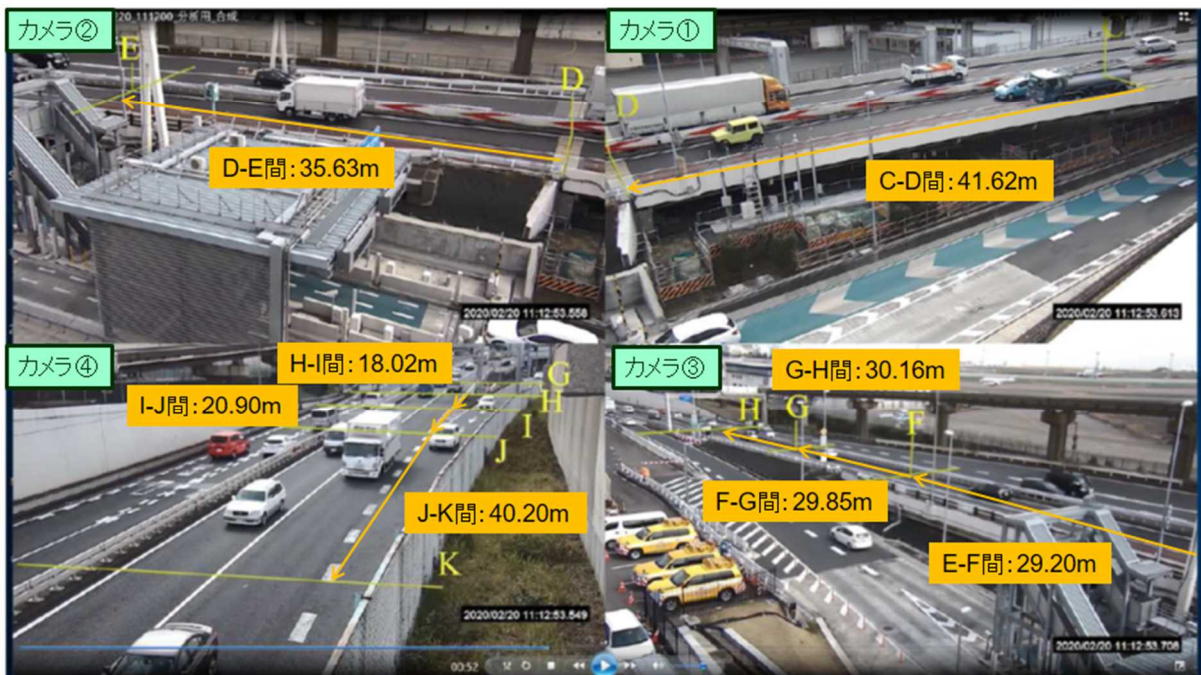 カメラ②
20_111200_分析用_合成
E
D
D-E間:35.63m
2020/02/20 11:12:53.558
カメラ①
C
D
C-D間:41.62m
2020/02/20 11:12:53.613
カメラ④
H-I間:18.02m
I-J間:20.90m
G
H
I
J
J-K間:40.20m
K
2020/02/20 11:12:53.549
00:52
カメラ③
G-H間:30.16m
H
G
F
F-G間:29.85m
E-F間:29.20m
2020/02/20 11:12:53.708